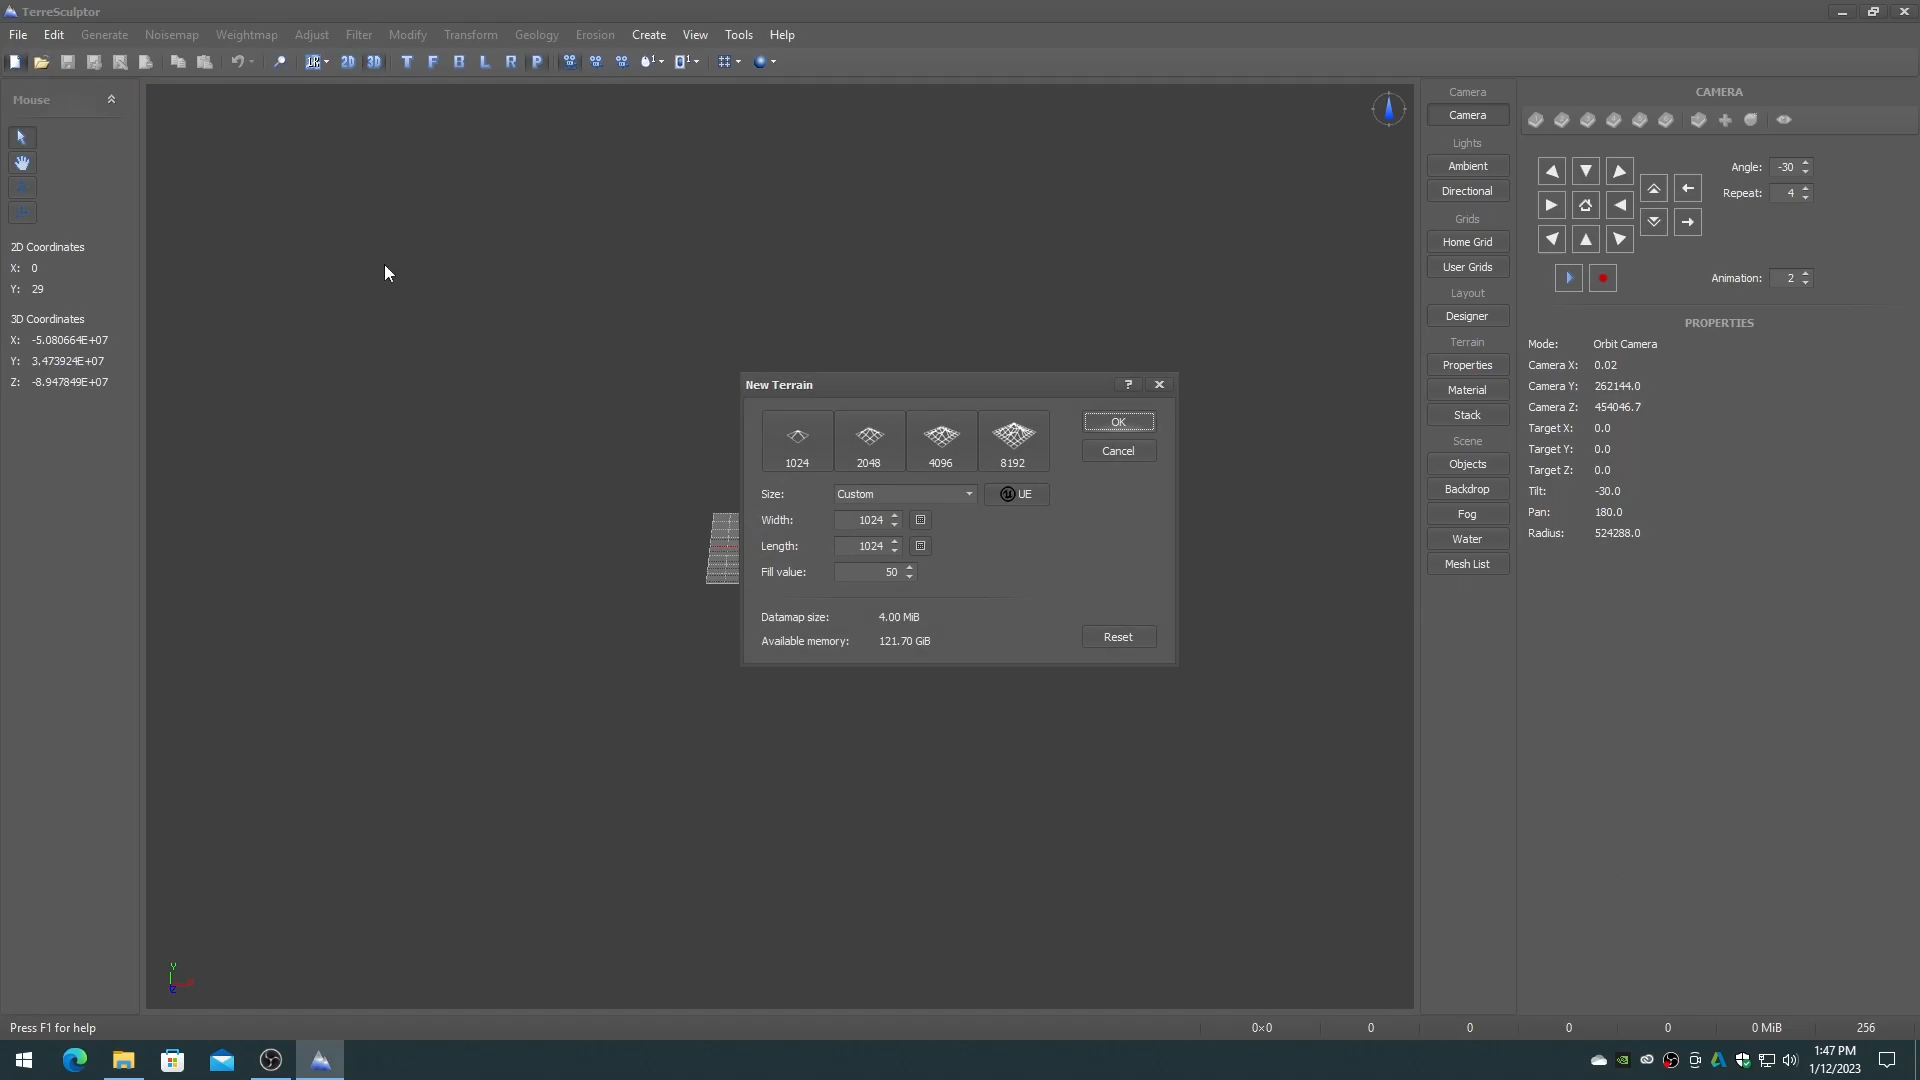 TerreSculptor
File Edit Generate Noisemap Weightmap Adjust Filter Modify Transform Geology Erosion Create View Tools Help
2D 3D T F B L R P
Mouse
2D Coordinates
X: 0
Y: 29
3D Coordinates
X: -5.080664E+07
Y: 3.473924E+07
Z: -8.947849E+07
New Terrain
1024 2048 4096 8192
OK
Cancel
Size: Custom UE
Width: 1024
Length: 1024
Fill value: 50
Datamap size: 4.00 MiB
Available memory: 121.70 GiB
Reset
Camera
Camera
Lights
Ambient
Directional
Grids
Home Grid
User Grids
Layout
Designer
Terrain
Properties
Material
Stack
Scene
Objects
Backdrop
Fog
Water
Mesh List
CAMERA
Angle: -30
Repeat: 4
Animation: 2
PROPERTIES
Mode: Orbit Camera
Camera X: 0.02
Camera Y: 262144.0
Camera Z: 454046.7
Target X: 0.0
Target Y: 0.0
Target Z: 0.0
Tilt: -30.0
Pan: 180.0
Radius: 524288.0
Y
Press F1 for help
0×0 0 0 0 0 0 MiB 256
1:47 PM
1/12/2023